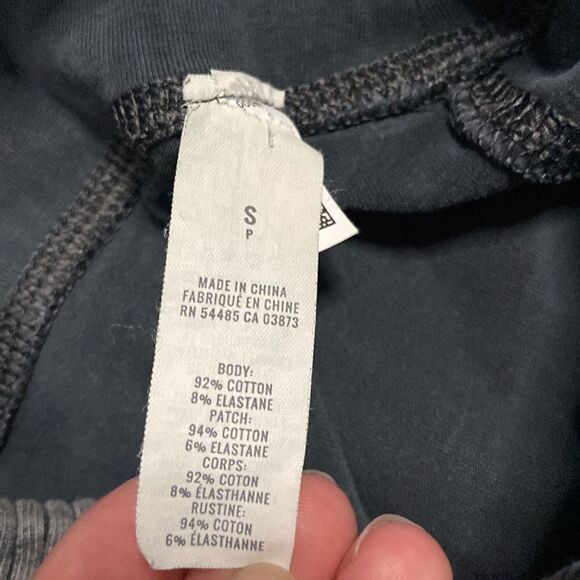 S
P
MADE IN CHINA
FABRIQUÉ EN CHINE
RN 54485 CA 03873
BODY:
92% COTTON
8% ELASTANE
PATCH:
94% COTTON
6% ELASTANE
CORPS:
92% COTON
8% ÉLASTHANNE
RUSTINE:
94% COTON
6% ÉLASTHANNE